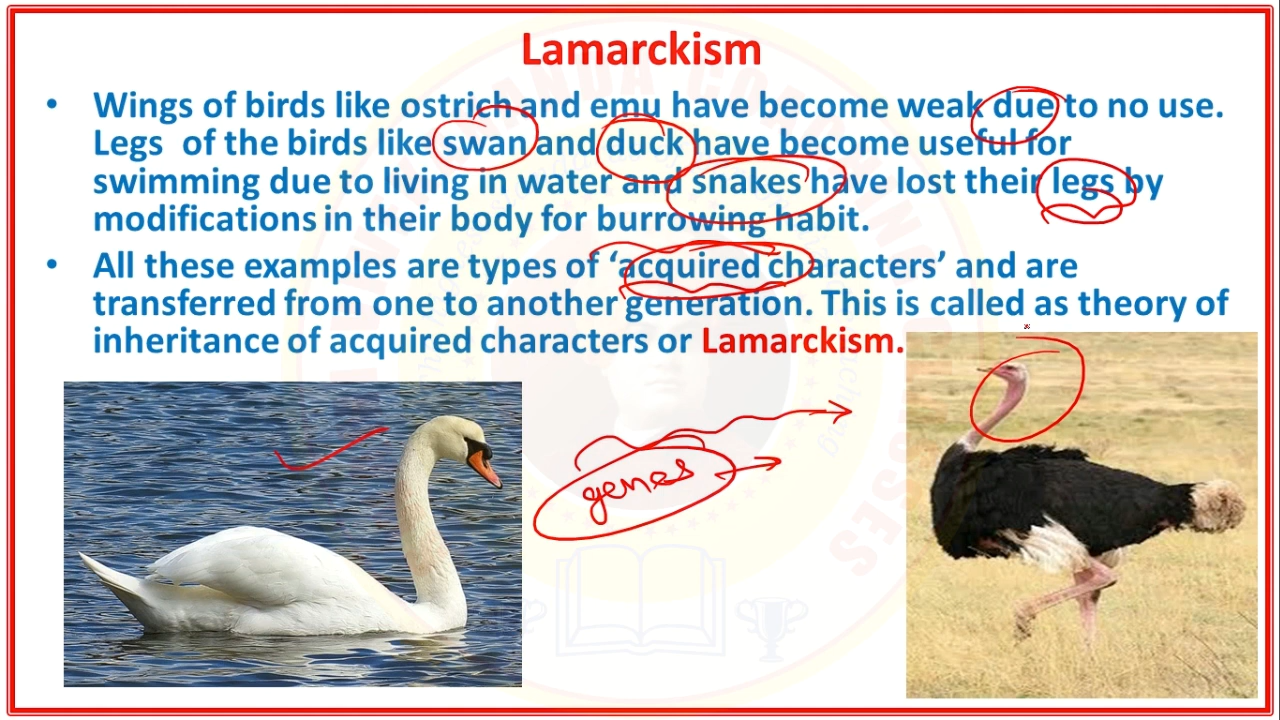 Lamarckism
• Wings of birds like ostrich and emu have become weak due to no use.
Legs of the birds like swan and duck have become useful for
swimming due to living in water and snakes have lost their legs by
modifications in their body for burrowing habit.
• All these examples are types of ‘acquired characters’ and are
transferred from one to another generation. This is called as theory of
inheritance of acquired characters or Lamarckism.
genes